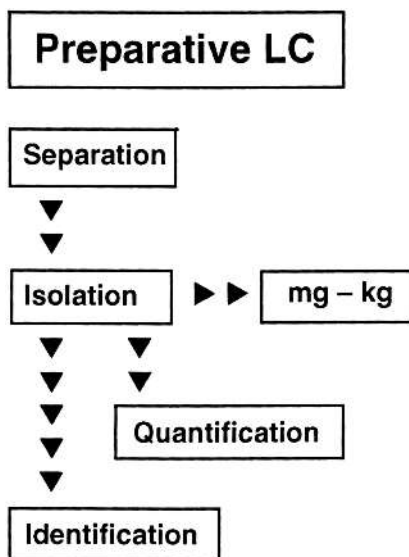 Preparative LC
Separation
Isolation
mg – kg
Quantification
Identification